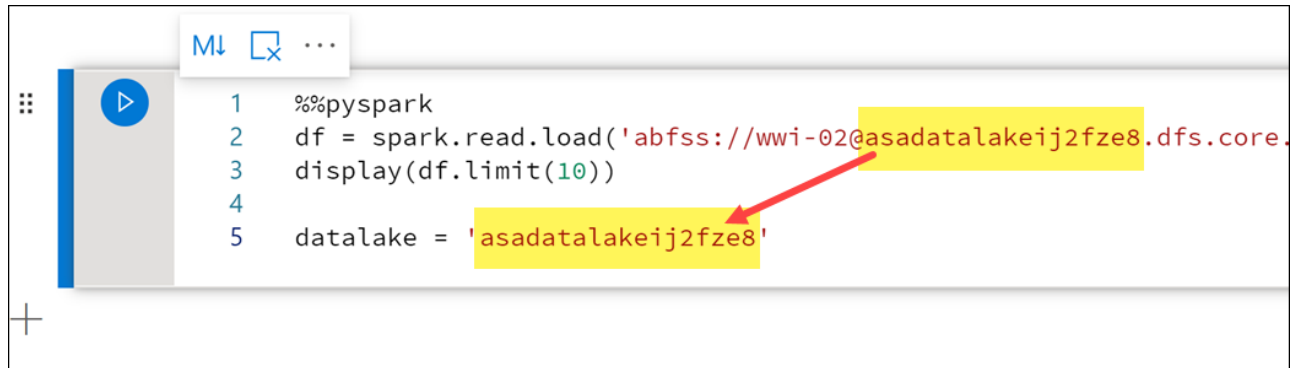 M↓ ···
1 %%pyspark
2 df = spark.read.load('abfss://wwi-02@asadatalakeij2fze8.dfs.core.
3 display(df.limit(10))
4
5 datalake = 'asadatalakeij2fze8'